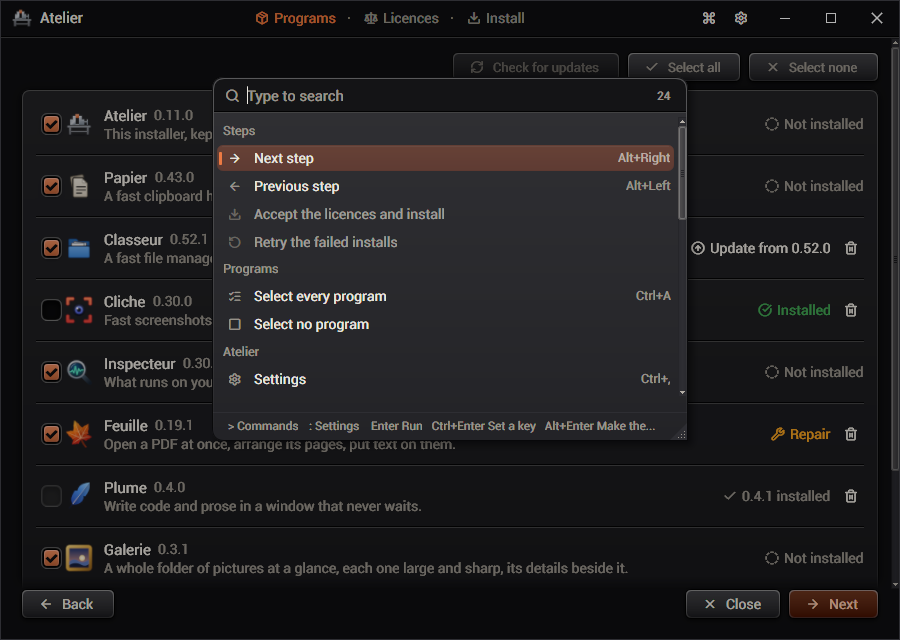 Atelier
Programs · Licences · Install
Check for updates Select all Select none
Type to search 24
Steps
Next step Alt+Right
Previous step Alt+Left
Accept the licences and install
Retry the failed installs
Programs
Select every program Ctrl+A
Select no program
Atelier
Settings Ctrl+,
> Commands : Settings Enter Run Ctrl+Enter Set a key Alt+Enter Make the...
Atelier 0.11.0
This installer, kep
Not installed
Papier 0.43.0
A fast clipboard h
Not installed
Classeur 0.52.1
A fast file manage
Update from 0.52.0
Cliche 0.30.0
Fast screenshots
Installed
Inspecteur 0.30.
What runs on you
Not installed
Feuille 0.19.1
Open a PDF at once, arrange its pages, put text on them.
Repair
Plume 0.4.0
Write code and prose in a window that never waits.
0.4.1 installed
Galerie 0.3.1
A whole folder of pictures at a glance, each one large and sharp, its details beside it.
Not installed
Back Close Next